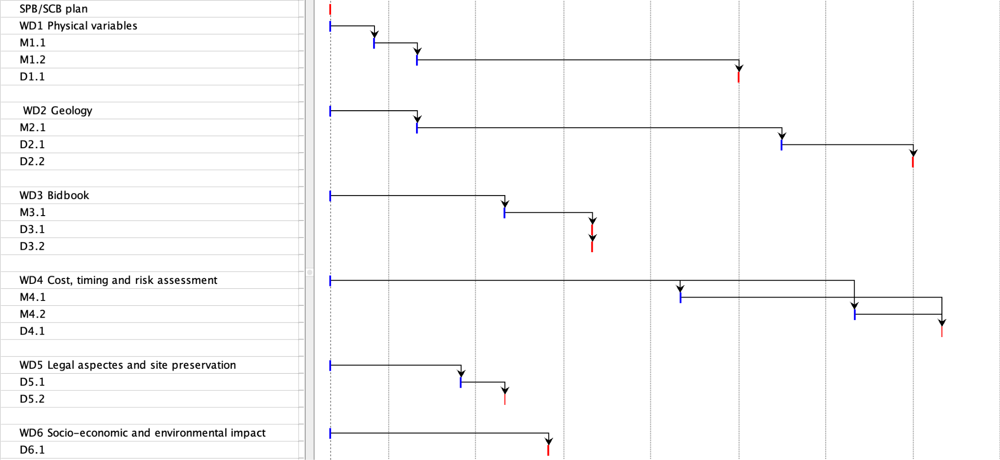 SPB/SCB plan
WD1 Physical variables
M1.1
M1.2
D1.1
WD2 Geology
M2.1
D2.1
D2.2
WD3 Bidbook
M3.1
D3.1
D3.2
WD4 Cost, timing and risk assessment
M4.1
M4.2
D4.1
WD5 Legal aspectes and site preservation
D5.1
D5.2
WD6 Socio-economic and environmental impact
D6.1